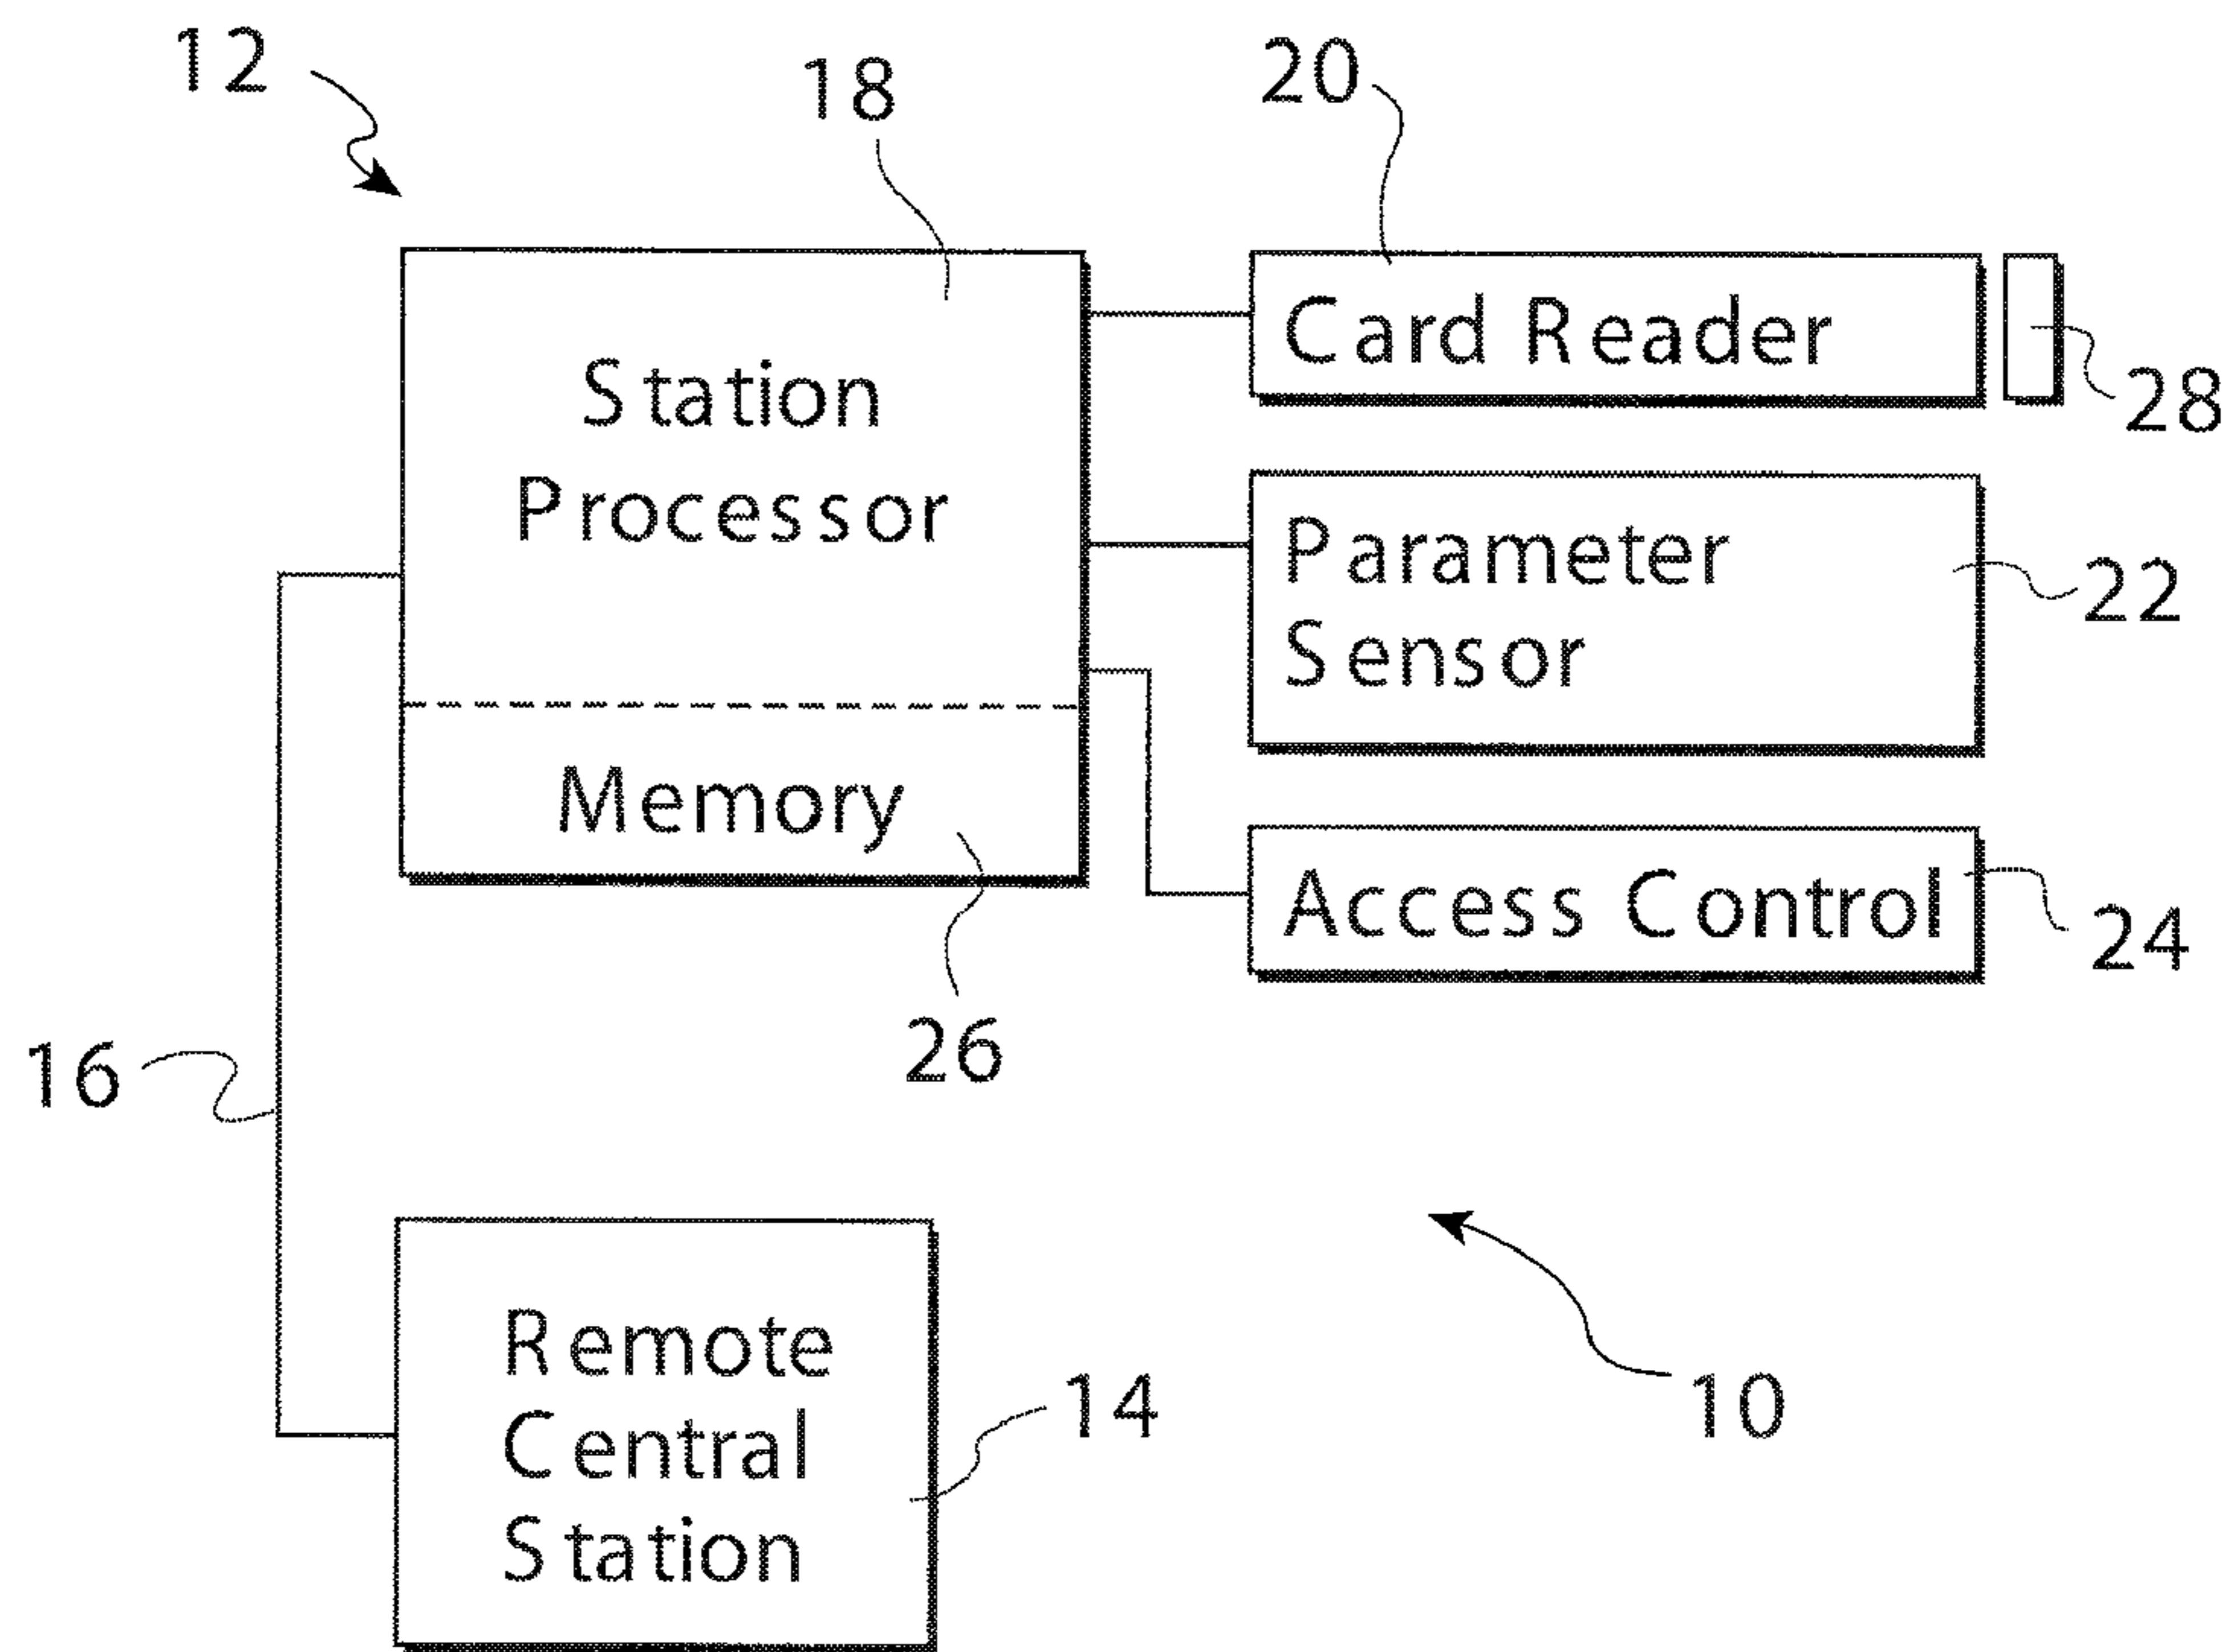 12
18
20
Station
Processor
Card Reader
28
Parameter
Sensor
22
Memory
Access Control
24
26
16
Remote
Central
Station
14
10